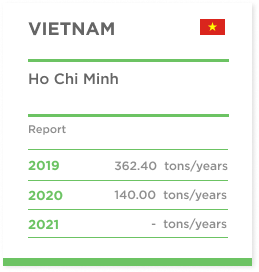 VIETNAM
Ho Chi Minh
Report
2019 362.40 tons/years
2020 140.00 tons/years
2021 - tons/years